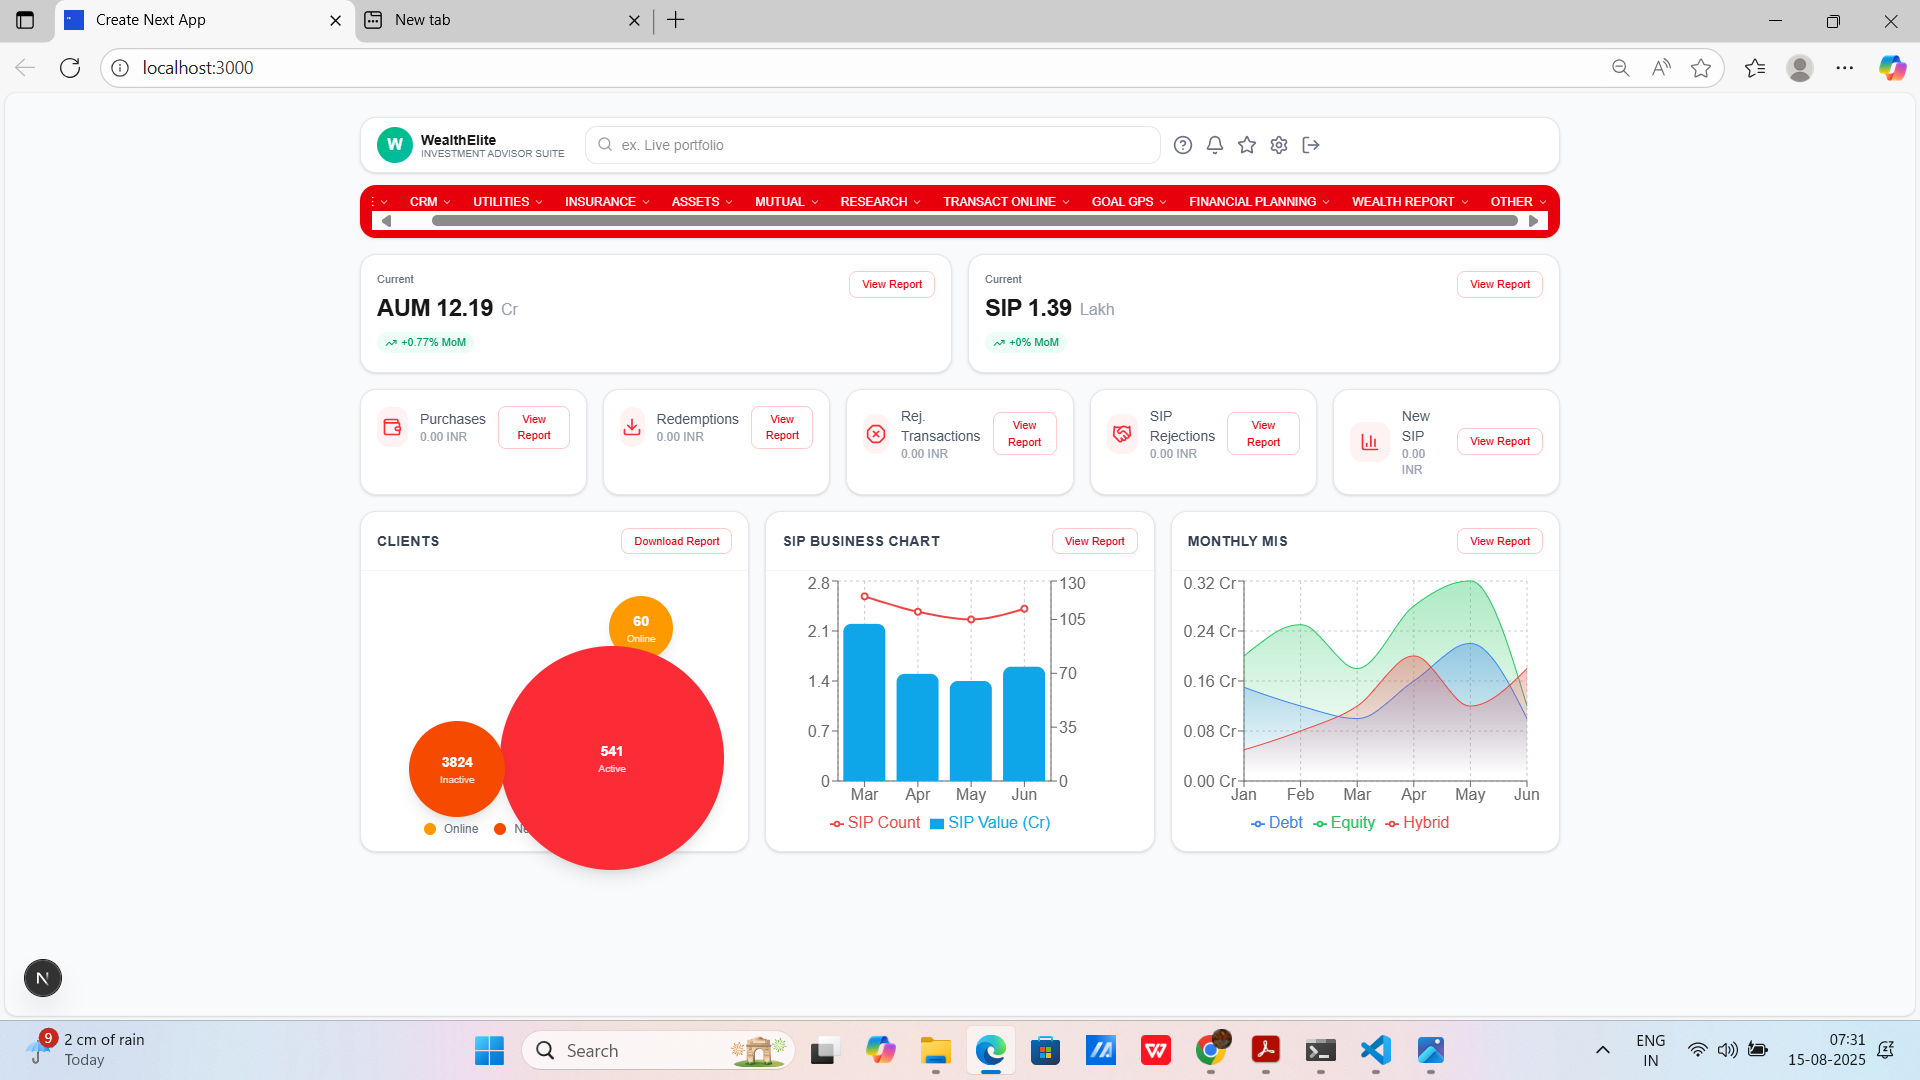 Create Next App
New tab
localhost:3000
W
WealthElite
INVESTMENT ADVISOR SUITE
ex. Live portfolio
CRM UTILITIES INSURANCE ASSETS MUTUAL RESEARCH TRANSACT ONLINE GOAL GPS FINANCIAL PLANNING WEALTH REPORT OTHER
Current
View Report
AUM 12.19 Cr
+0.77% MoM
Current
View Report
SIP 1.39 Lakh
+0% MoM
Purchases
0.00 INR
View
Report
Redemptions
0.00 INR
View
Report
Rej.
Transactions
0.00 INR
View
Report
SIP
Rejections
0.00 INR
View
Report
New
SIP
0.00
INR
View Report
CLIENTS
Download Report
60
Online
541
Active
3824
Inactive
Online
SIP BUSINESS CHART
View Report
2.8
2.1
1.4
0.7
0
130
105
70
35
0
Mar Apr May Jun
SIP Count SIP Value (Cr)
MONTHLY MIS
View Report
0.32 Cr
0.24 Cr
0.16 Cr
0.08 Cr
0.00 Cr
Jan Feb Mar Apr May Jun
Debt Equity Hybrid
N
9
2 cm of rain
Today
Search
ENG
IN
07:31
15-08-2025